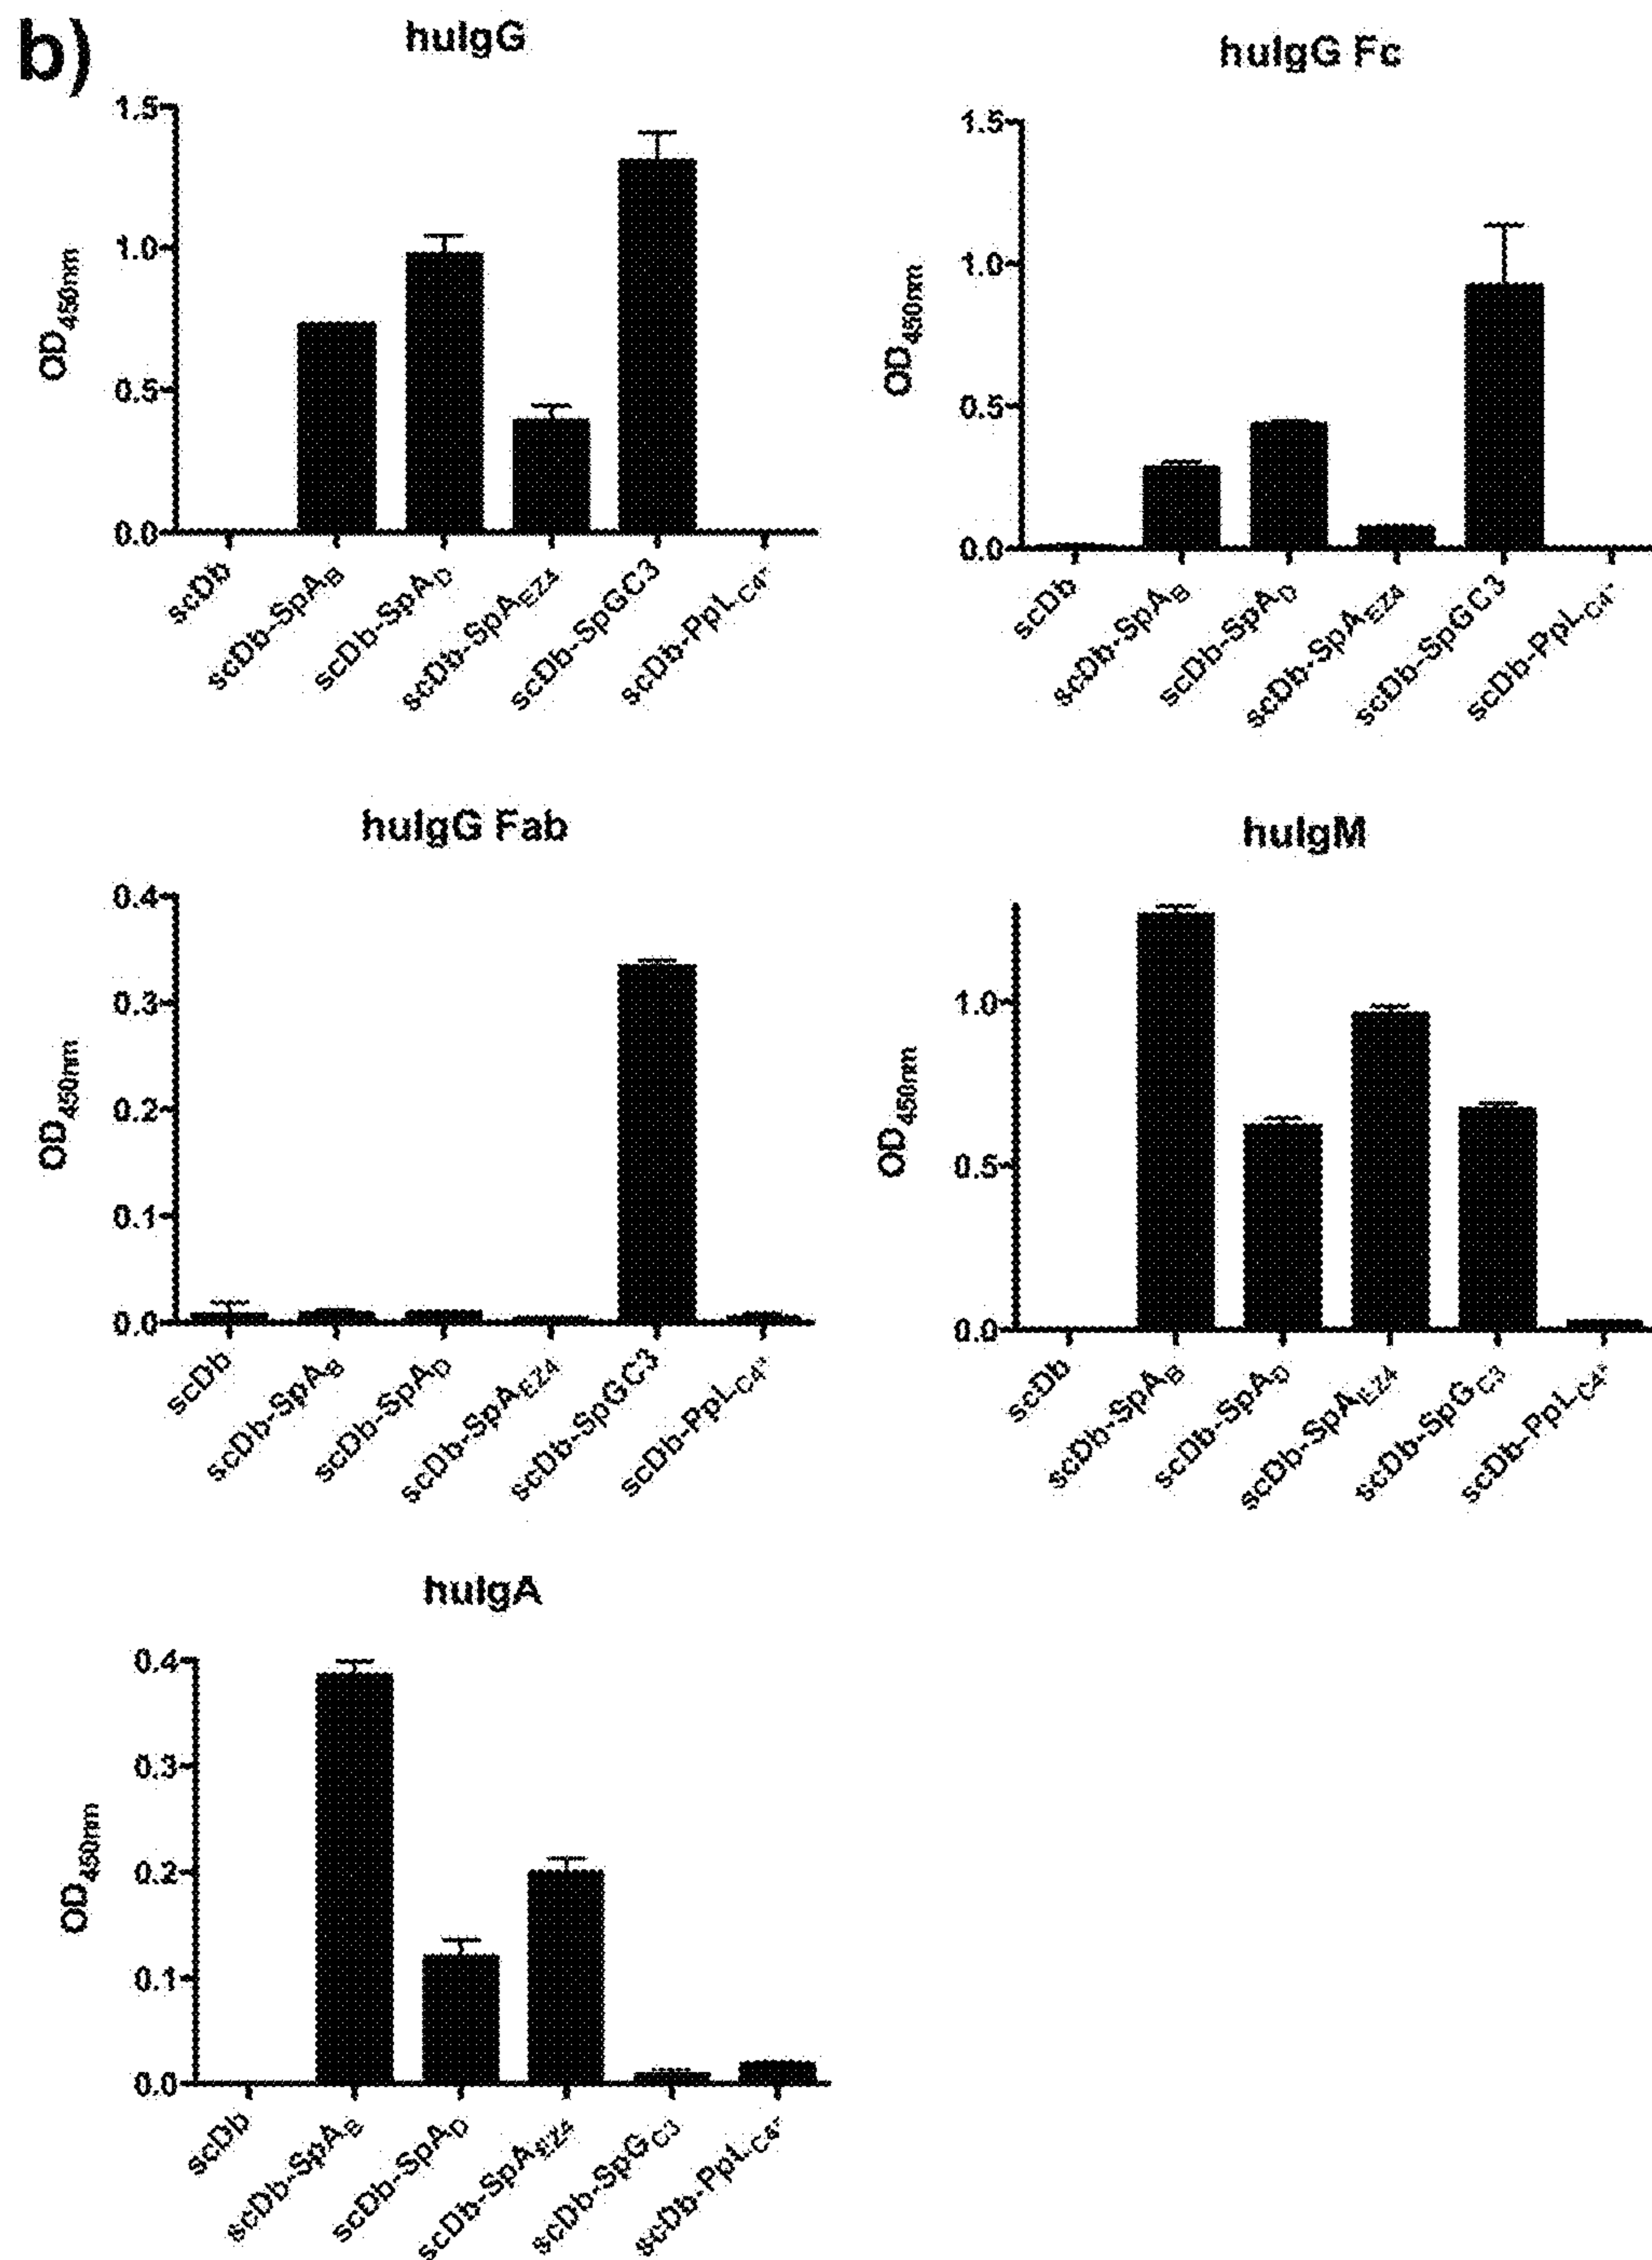 b)
huIgG
OD450nm
1.5
1.0
0.5
0.0
scDb
scDb-SpAB
scDb-SpAD
scDb-SpAEZ4
scDb-SpGC3
scDb-PpLC4*
huIgG Fc
OD450nm
1.5
1.0
0.5
0.0
scDb
scDb-SpAB
scDb-SpAD
scDb-SpAEZ4
scDb-SpGC3
scDb-PpLC4*
huIgG Fab
OD450nm
0.4
0.3
0.2
0.1
0.0
scDb
scDb-SpAB
scDb-SpAD
scDb-SpAEZ4
scDb-SpGC3
scDb-PpLC4*
huIgM
OD450nm
1.0
0.5
0.0
scDb
scDb-SpAB
scDb-SpAD
scDb-SpAEZ4
scDb-SpGC3
scDb-PpLC4*
huIgA
OD450nm
0.4
0.3
0.2
0.1
0.0
scDb
scDb-SpAB
scDb-SpAD
scDb-SpAEZ4
scDb-SpGC3
scDb-PpLC4*